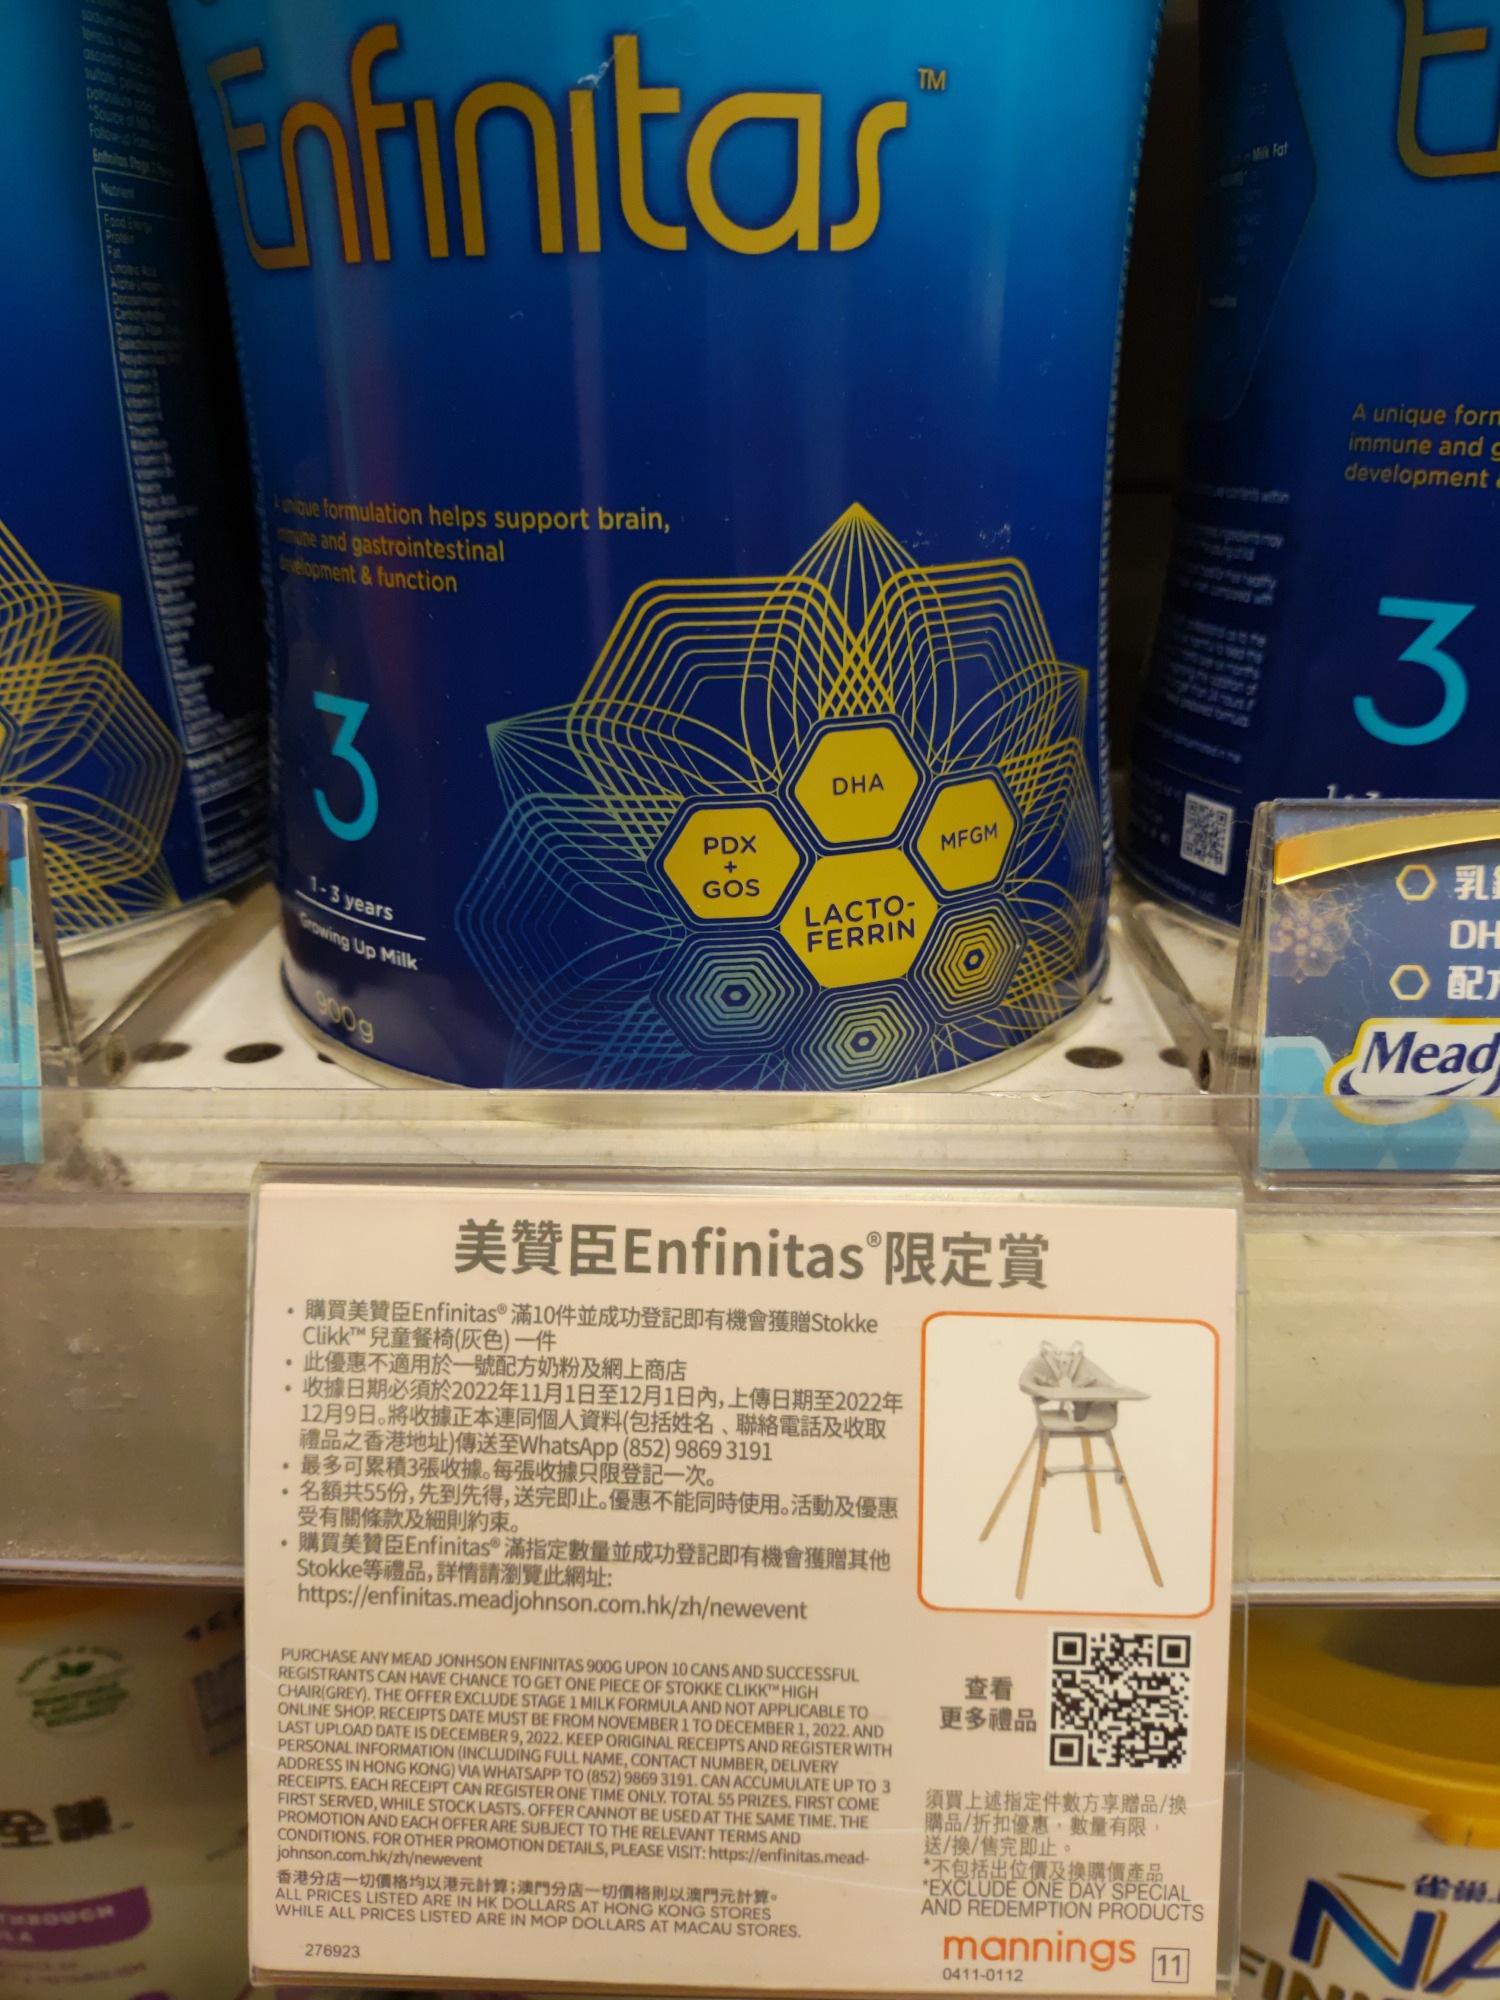 Enfinitas™
A unique formulation helps support brain,
immune and gastrointestinal
development & function
3
1 - 3 years
Growing Up Milk
900g
DHA
PDX
+
GOS
MFGM
LACTO-
FERRIN
Nutrient
Food Energy
Protein
Fat
Milk Fat
A unique
immune and
development
3
DH
Mead
美贊臣Enfinitas®限定賞
• 購買美贊臣Enfinitas® 滿10件並成功登記即有機會獲贈Stokke
Clikk™ 兒童餐椅(灰色) 一件
• 此優惠不適用於一號配方奶粉及網上商店
• 收據日期必須於2022年11月1日至12月1日內,上傳日期至2022年
12月9日。將收據正本連同個人資料(包括姓名﹑聯絡電話及收取
禮品之香港地址)傳送至WhatsApp (852) 9869 3191
• 最多可累積3張收據。每張收據只限登記一次。
• 名額共55份,先到先得,送完即止。優惠不能同時使用。活動及優惠
受有關條款及細則約束。
• 購買美贊臣Enfinitas® 滿指定數量並成功登記即有機會獲贈其他
Stokke等禮品,詳情請瀏覽此網址:
https://enfinitas.meadjohnson.com.hk/zh/newevent
PURCHASE ANY MEAD JONHSON ENFINITAS 900G UPON 10 CANS AND SUCCESSFUL
REGISTRANTS CAN HAVE CHANCE TO GET ONE PIECE OF STOKKE CLIKK™ HIGH
CHAIR(GREY). THE OFFER EXCLUDE STAGE 1 MILK FORMULA AND NOT APPLICABLE TO
ONLINE SHOP. RECEIPTS DATE MUST BE FROM NOVEMBER 1 TO DECEMBER 1, 2022. AND
LAST UPLOAD DATE IS DECEMBER 9, 2022. KEEP ORIGINAL RECEIPTS AND REGISTER WITH
PERSONAL INFORMATION (INCLUDING FULL NAME, CONTACT NUMBER, DELIVERY
ADDRESS IN HONG KONG) VIA WHATSAPP TO (852) 9869 3191. CAN ACCUMULATE UP TO 3
RECEIPTS. EACH RECEIPT CAN REGISTER ONE TIME ONLY. TOTAL 55 PRIZES. FIRST COME
FIRST SERVED, WHILE STOCK LASTS. OFFER CANNOT BE USED AT THE SAME TIME. THE
PROMOTION AND EACH OFFER ARE SUBJECT TO THE RELEVANT TERMS AND
CONDITIONS. FOR OTHER PROMOTION DETAILS, PLEASE VISIT: https://enfinitas.mead-
johnson.com.hk/zh/newevent
香港分店一切價格均以港元計算;澳門分店一切價格則以澳門元計算。
ALL PRICES LISTED ARE IN HK DOLLARS AT HONG KONG STORES
WHILE ALL PRICES LISTED ARE IN MOP DOLLARS AT MACAU STORES.
276923
查看
更多禮品
須買上述指定件數方享贈品/換
購品/折扣優惠,數量有限,
送/換/售完即止。
*不包括出位價及換購價產品
*EXCLUDE ONE DAY SPECIAL
AND REDEMPTION PRODUCTS
mannings
11
0411-0112
NA